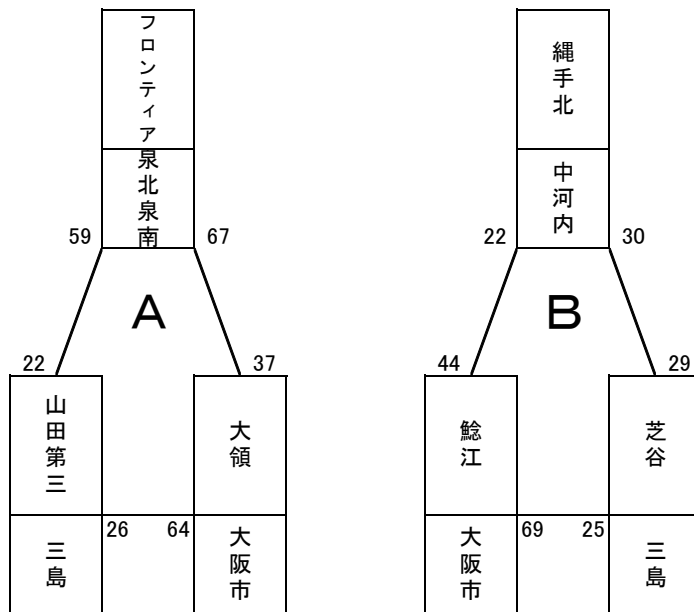 フロンティア
泉北泉南
59
67
A
22
37
山田第三
大領
26
64
三島
大阪市
縄手北
中河内
22
30
B
44
29
鯰江
芝谷
69
25
大阪市
三島